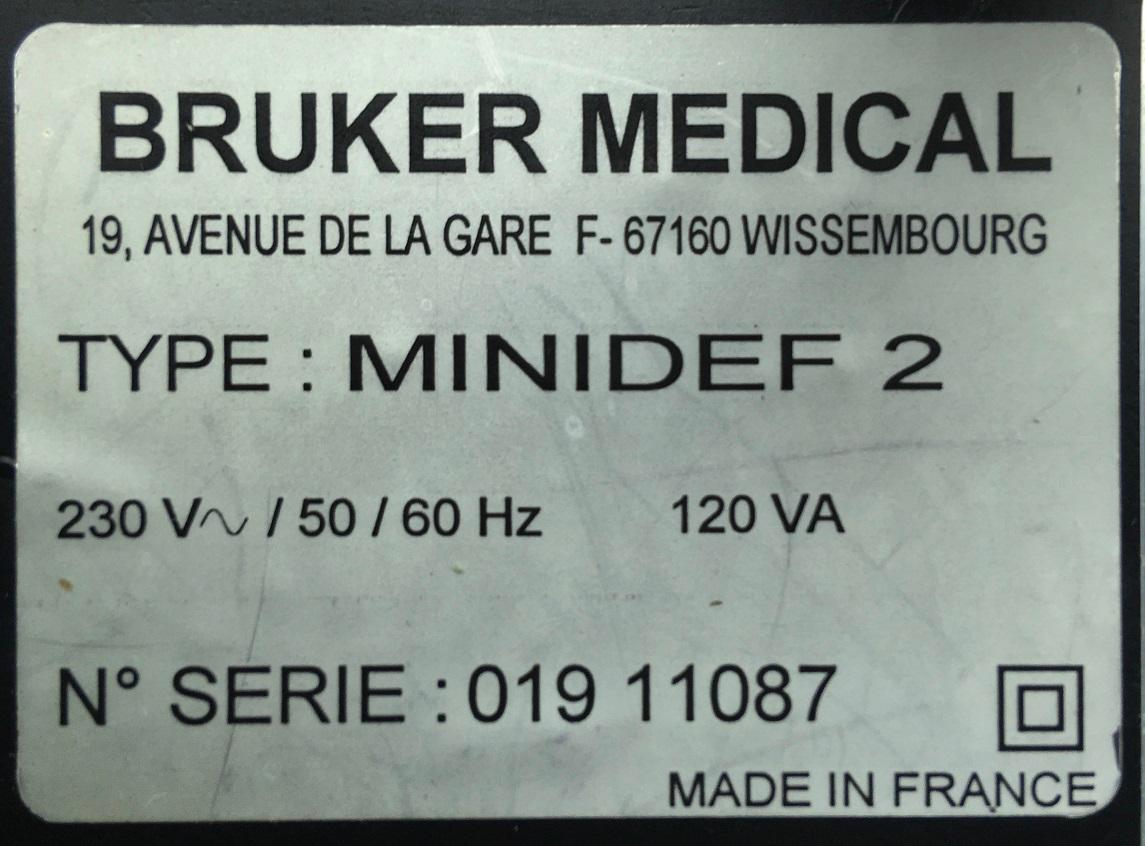 BRUKER MEDICAL
19, AVENUE DE LA GARE F- 67160 WISSEMBOURG
TYPE : MINIDEF 2
230 V~ / 50 / 60 Hz 120 VA
N° SERIE : 019 11087
MADE IN FRANCE